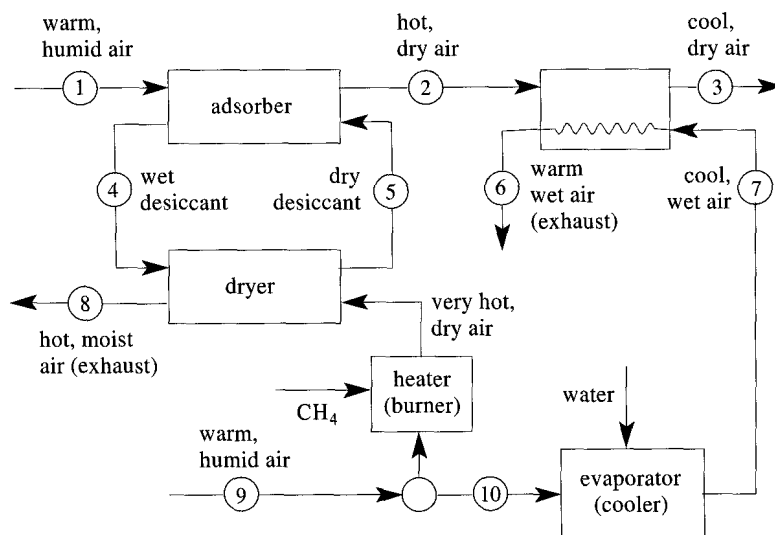 warm,
humid air
1
adsorber
hot,
dry air
2
cool,
dry air
3
4
wet
desiccant
dry
desiccant
5
6
warm
wet air
(exhaust)
cool,
wet air
7
8
hot, moist
air (exhaust)
dryer
very hot,
dry air
heater
(burner)
CH₄
water
warm,
humid air
9
10
evaporator
(cooler)